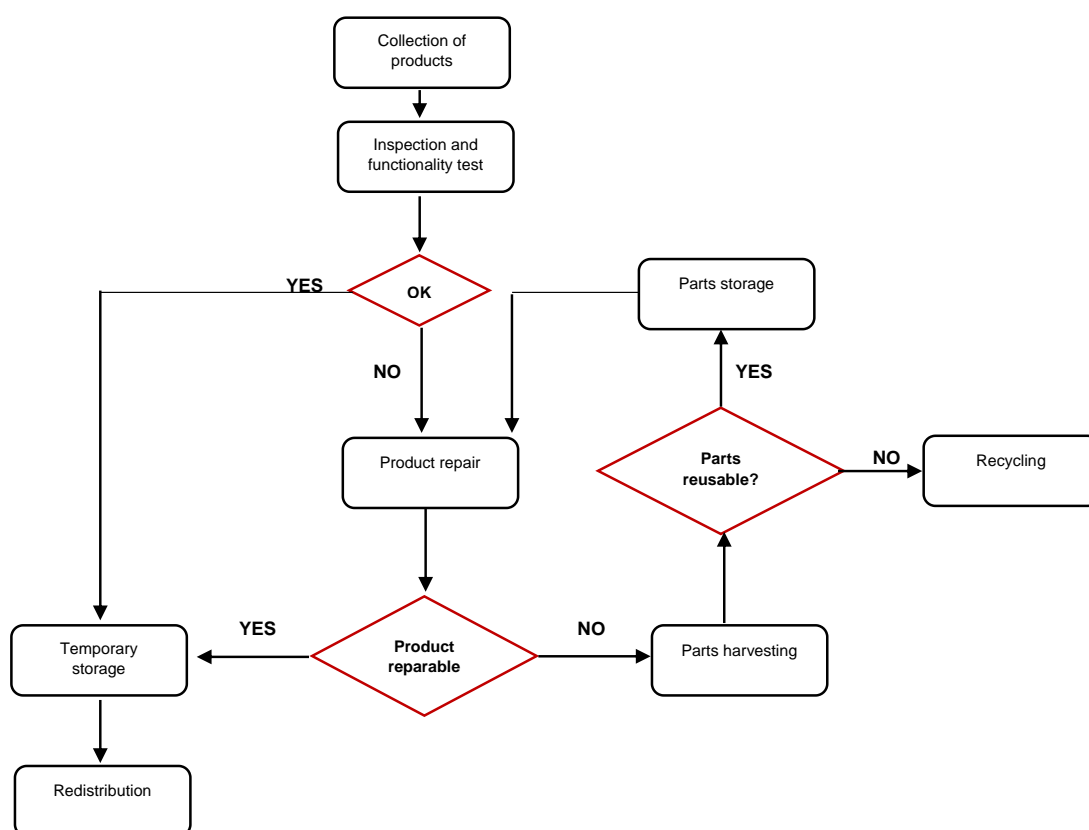 Collection of
products
Inspection and
functionality test
YES
OK
Parts storage
NO
YES
Product repair
Parts
reusable?
NO
Recycling
Temporary
storage
YES
Product
reparable
NO
Parts harvesting
Redistribution